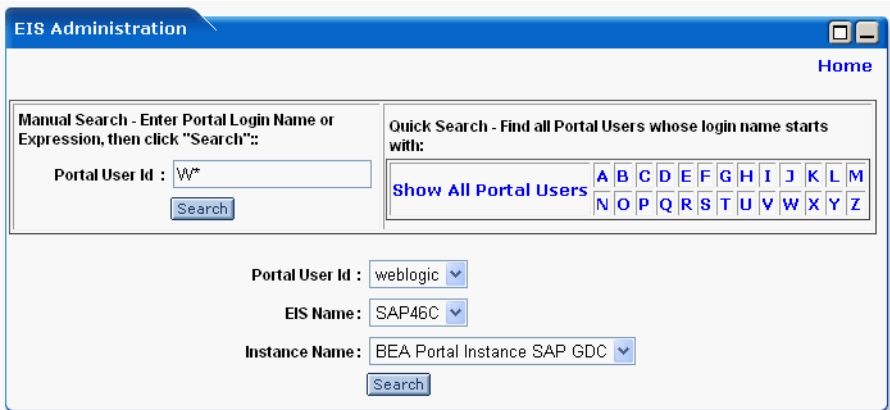 EIS Administration
Home
Manual Search - Enter Portal Login Name or
Expression, then click "Search"::
Portal User Id : W*
Search
Quick Search - Find all Portal Users whose login name starts
with:
Show All Portal Users
A B C D E F G H I J K L M
N O P Q R S T U V W X Y Z
Portal User Id : weblogic
EIS Name: SAP46C
Instance Name: BEA Portal Instance SAP GDC
Search